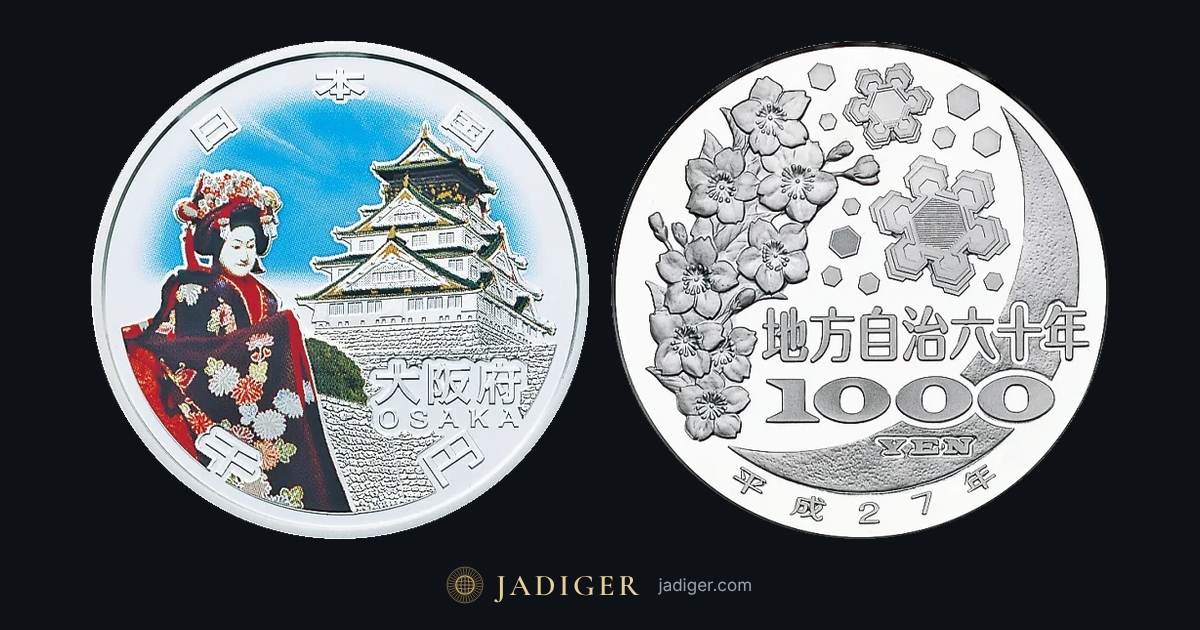 日本国
大阪府
OSAKA
千円
地方自治六十年
1000
YEN
平成27年
JADIGER jadiger.com